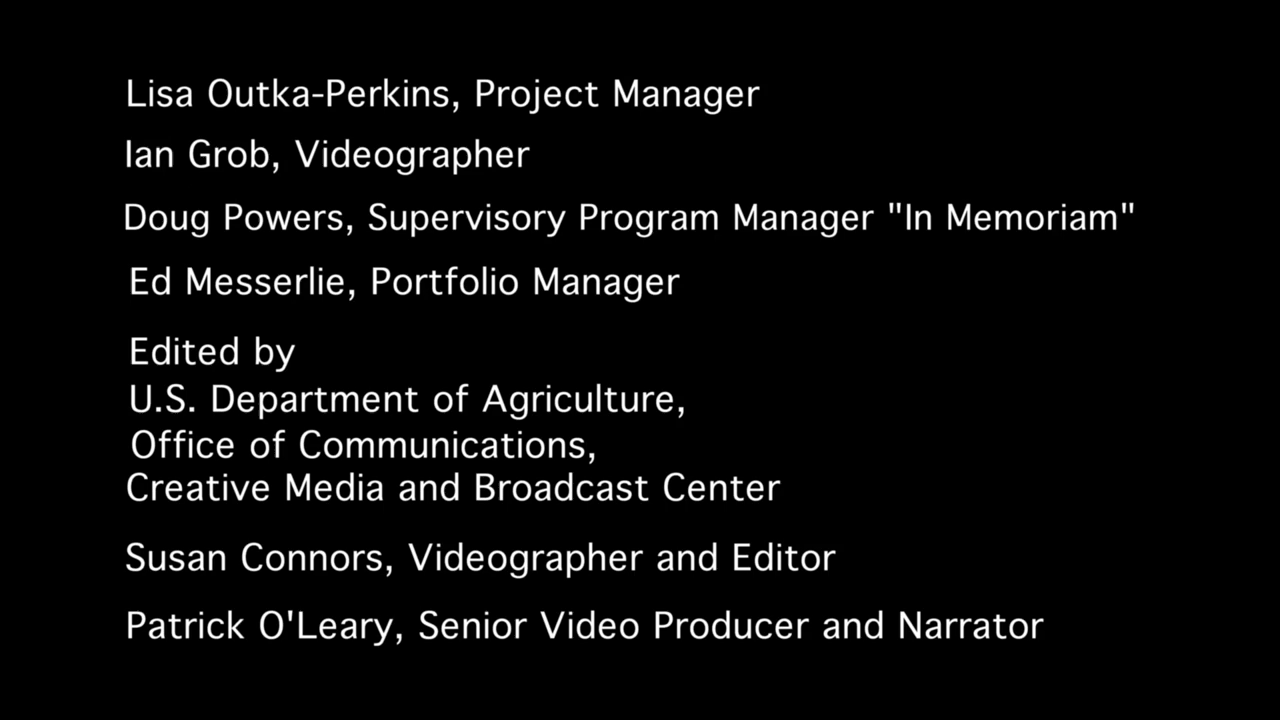 Lisa Outka-Perkins, Project Manager
Ian Grob, Videographer
Doug Powers, Supervisory Program Manager "In Memoriam"
Ed Messerlie, Portfolio Manager
Edited by
U.S. Department of Agriculture,
Office of Communications,
Creative Media and Broadcast Center
Susan Connors, Videographer and Editor
Patrick O'Leary, Senior Video Producer and Narrator